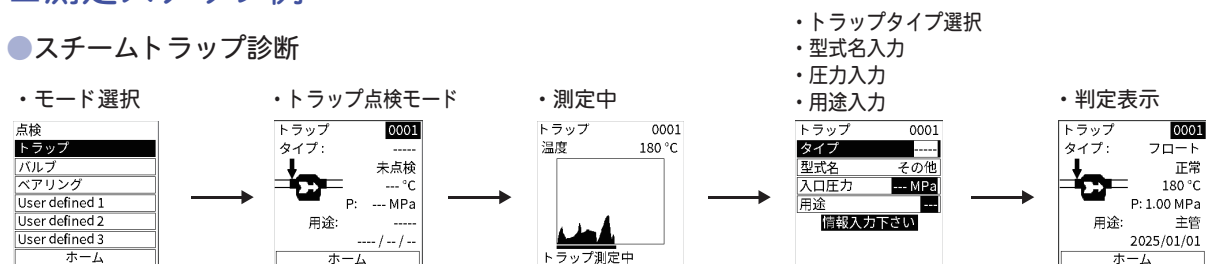 ●スチームトラップ診断
・モード選択
点検
トラップ
バルブ
ベアリング
User defined 1
User defined 2
User defined 3
ホーム
・トラップ点検モード
トラップ 0001
タイプ: -----
未点検
--- °C
P: --- MPa
用途: -----
---- / -- / --
ホーム
・測定中
トラップ 0001
温度 180 °C
トラップ測定中
・トラップタイプ選択
・型式名入力
・圧力入力
・用途入力
トラップ 0001
タイプ -----
型式名 その他
入口圧力 --- MPa
用途 ---
情報入力下さい
・判定表示
トラップ 0001
タイプ: フロート
正常
180 °C
P: 1.00 MPa
用途: 主管
2025/01/01
ホーム